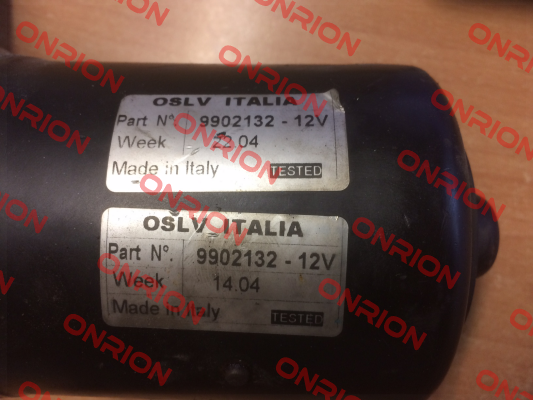 OSLV ITALIA
Part N° 9902132 - 12V
Week 22.04
Made in Italy TESTED
OSLV ITALIA
Part N°. 9902132 - 12V
Week 14.04
Made in Italy TESTED
ONRION
ONRION
ONRION
ONRION
ONRION
ONRION
ONRION
ONRION
ONRION
ONRION
ONRION
ONRION